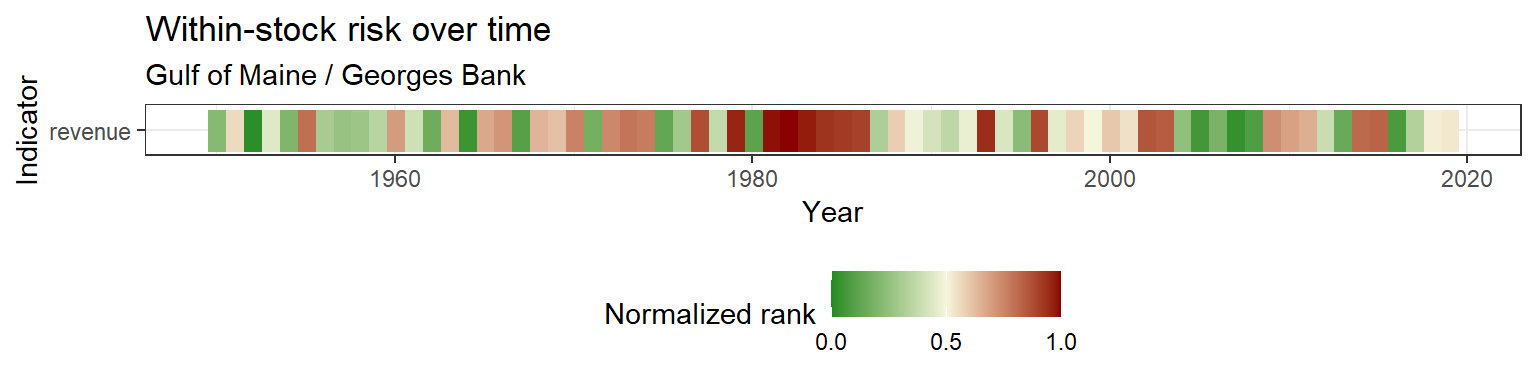 Within-stock risk over time
Gulf of Maine / Georges Bank
Indicator
revenue
1960 1980 2000 2020
Year
Normalized rank
0.0 0.5 1.0